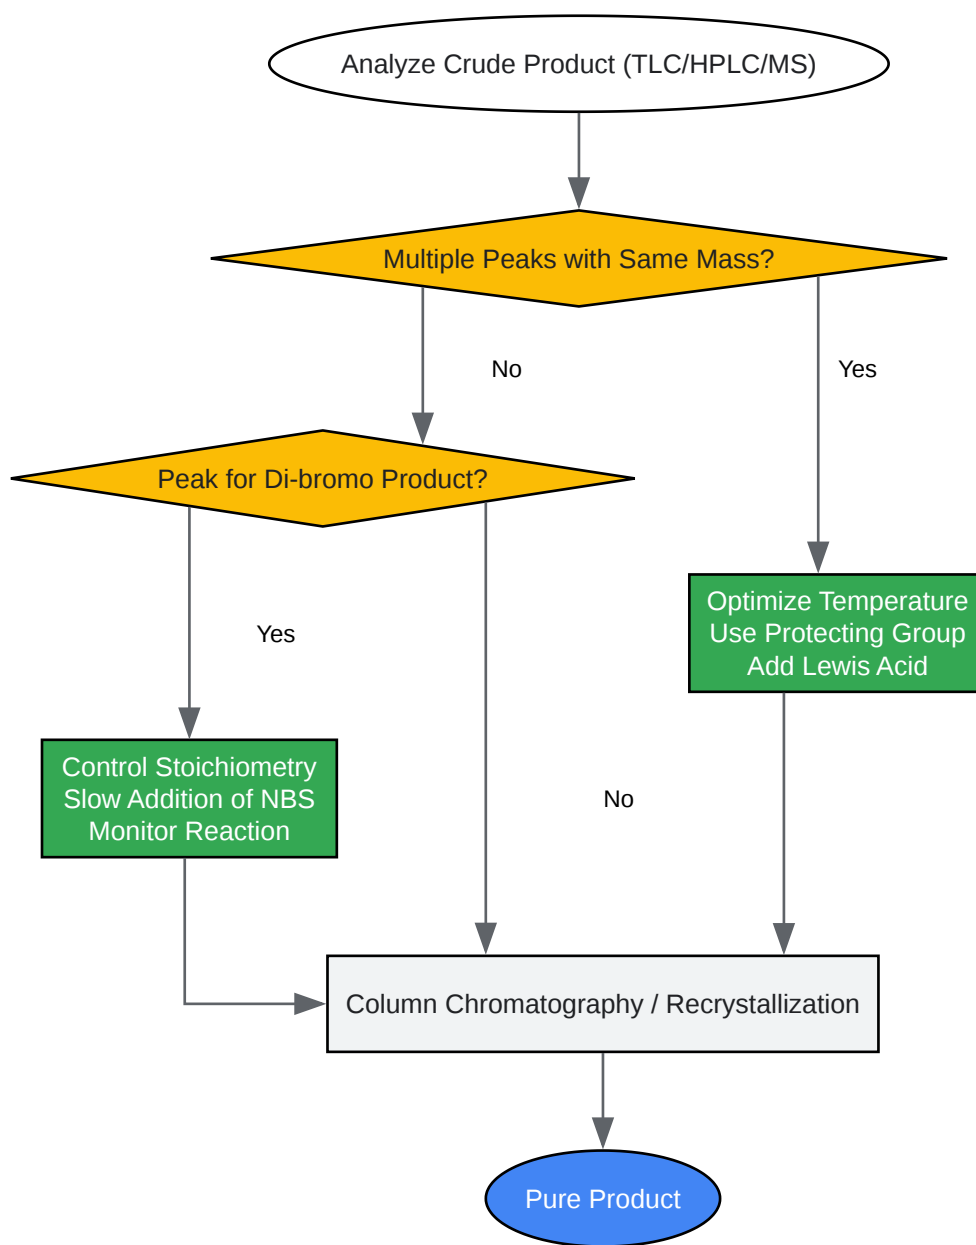 Analyze Crude Product (TLC/HPLC/MS)
Multiple Peaks with Same Mass?
No
Yes
Peak for Di-bromo Product?
Optimize Temperature
Use Protecting Group
Add Lewis Acid
Yes
Control Stoichiometry
Slow Addition of NBS
Monitor Reaction
No
Column Chromatography / Recrystallization
Pure Product